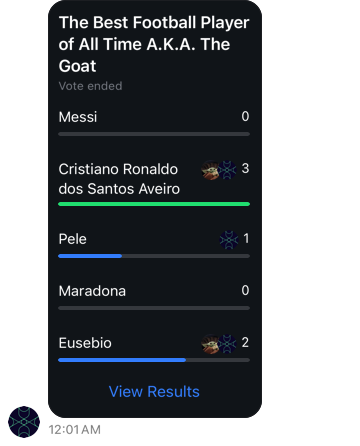 The Best Football Player
of All Time A.K.A. The
Goat
Vote ended
Messi 0
Cristiano Ronaldo 3
dos Santos Aveiro
Pele 1
Maradona 0
Eusebio 2
View Results
12:01 AM